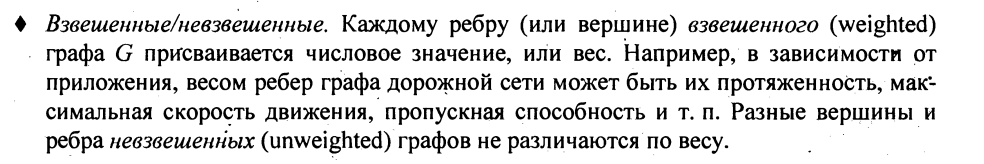 ♦ Взвешенные/невзвешенные. Каждому ребру (или вершине) взвешенного (weighted)
графа G присваивается числовое значение, или вес. Например, в зависимости от
приложения, весом ребер графа дорожной сети может быть их протяженность, мак-
симальная скорость движения, пропускная способность и т. п. Разные вершины и
ребра невзвешенных (unweighted) графов не различаются по весу.